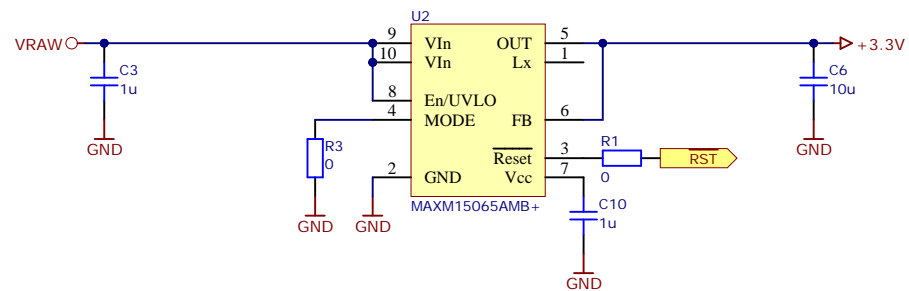 U2
VRAW
9
VIn
OUT
5
+3.3V
10
VIn
Lx
1
C3
1u
C6
10u
8
En/UVLO
4
MODE
FB
6
GND
R3
0
R1
0
Reset
3
RST
2
GND
Vcc
7
MAXM15065AMB+
C10
1u
GND
GND
GND
GND